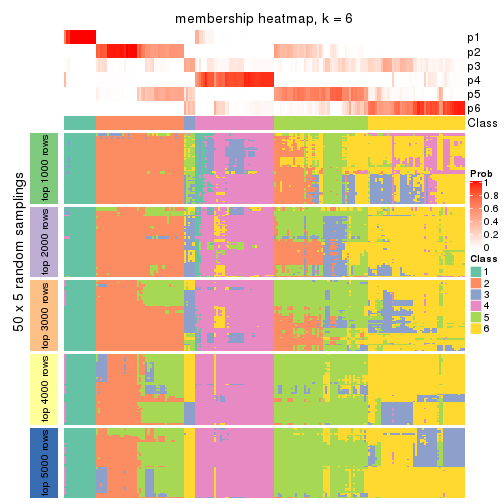 membership heatmap, k = 6
p1
p2
p3
p4
p5
p6
Class
50 x 5 random samplings
top 1000 rows
top 2000 rows
top 3000 rows
top 4000 rows
top 5000 rows
Prob
1
0.8
0.6
0.4
0.2
0
Class
1
2
3
4
5
6